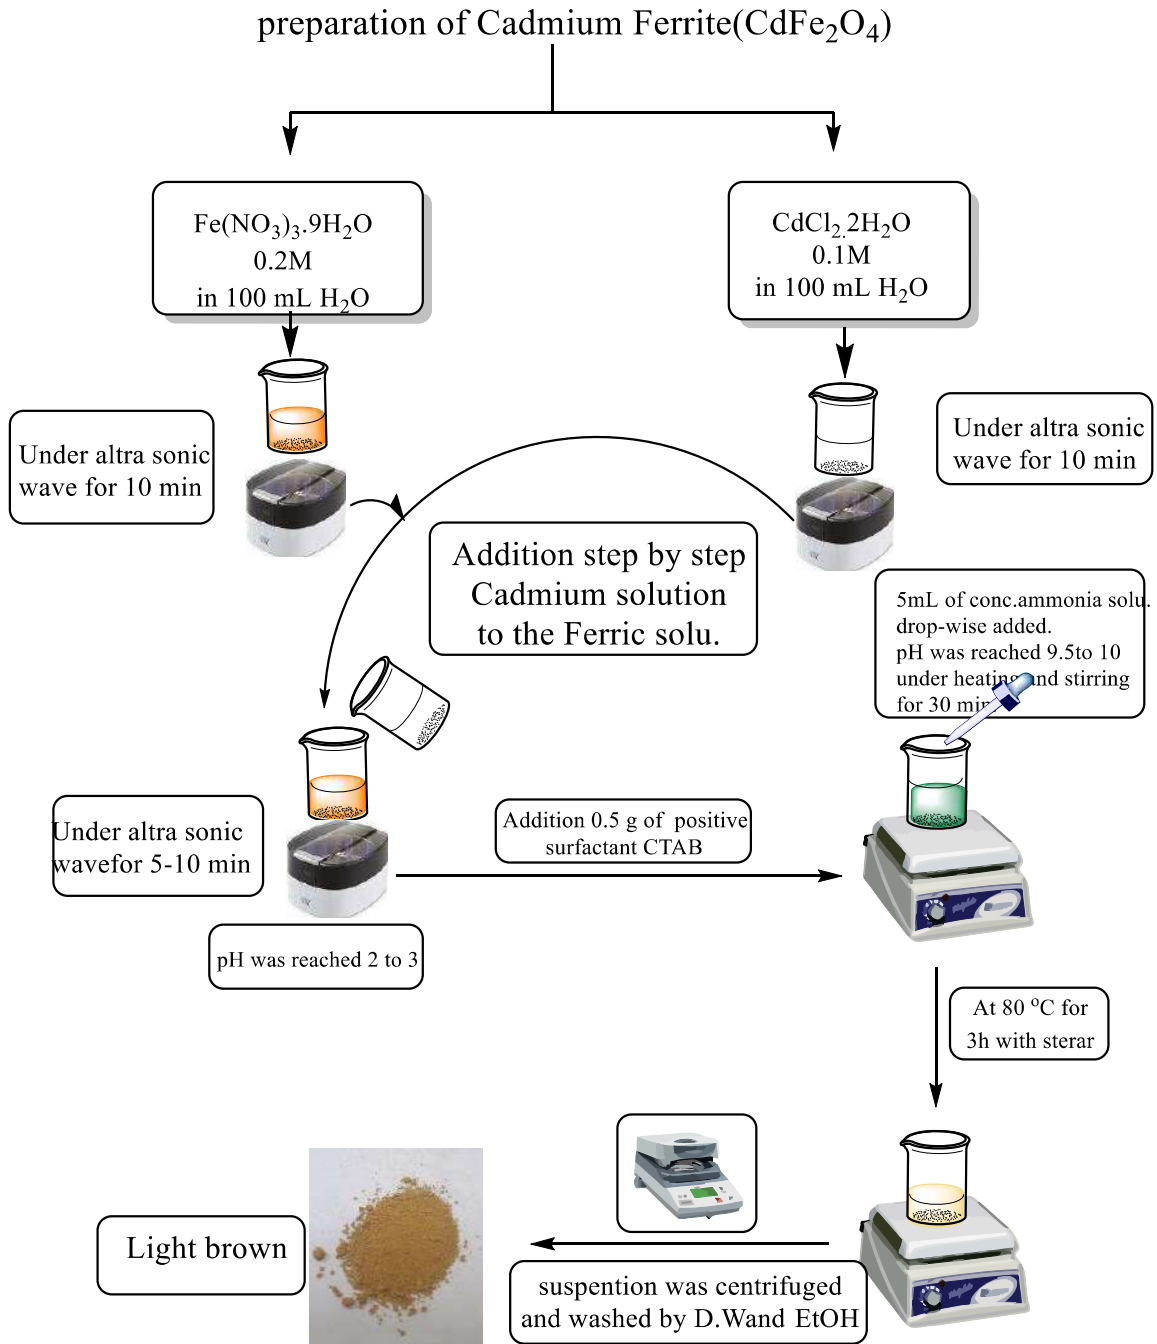 preparation of Cadmium Ferrite(CdFe₂O₄)
Fe(NO₃)₃.9H₂O
0.2M
in 100 mL H₂O
CdCl₂.2H₂O
0.1M
in 100 mL H₂O
Under altra sonic
wave for 10 min
Under altra sonic
wave for 10 min
Addition step by step
Cadmium solution
to the Ferric solu.
5mL of conc.ammonia solu.
drop-wise added.
pH was reached 9.5to 10
under heating and stirring
for 30 min.
Under altra sonic
wavefor 5-10 min
Addition 0.5 g of positive
surfactant CTAB
pH was reached 2 to 3
At 80 °C for
3h with sterar
Light brown
suspention was centrifuged
and washed by D.Wand EtOH